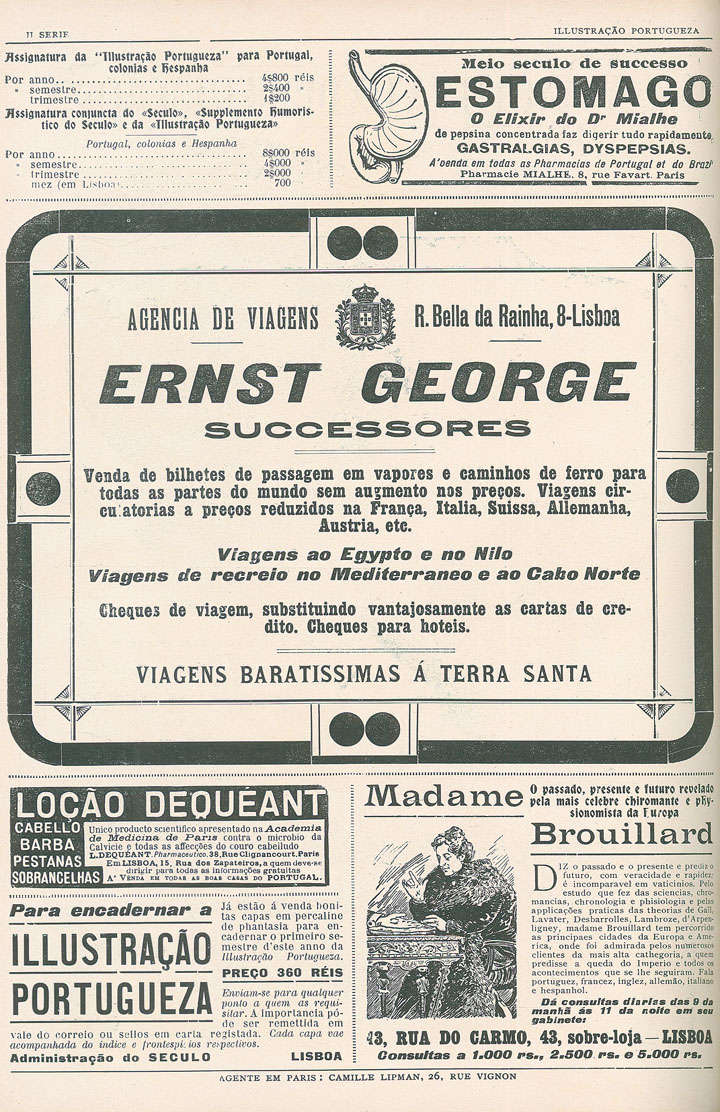 II SERIE
ILLUSTRAÇÃO PORTUGUEZA
Assignatura da "Illustração Portugueza" para Portugal,
colonias e Hespanha
Por anno.................................... 4$800 réis
» semestre................................ 2$400 »
» trimestre............................... 1$200
Assignatura conjuncta do «Seculo», «Supplemento Humoris-
tico do Seculo» e da «Illustração Portugueza»
Portugal, colonias e Hespanha
Por anno.................................... 8$000 réis
» semestre................................ 4$000 »
» trimestre............................... 2$000
mez (em Lisboa)......................... 700
Meio seculo de successo
ESTOMAGO
O Elixir do Dr Mialhe
de pepsina concentrada faz digerir tudo rapidamente,
GASTRALGIAS, DYSPEPSIAS.
A'venda em todas as Pharmacias de Portugal et do Brazil
Pharmacie MIALHE. 8, rue Favart. Paris
AGENCIA DE VIAGENS
R. Bella da Rainha, 8-Lisboa
ERNST GEORGE
SUCCESSORES
Venda de bilhetes de passagem em vapores e caminhos de ferro para
todas as partes do mundo sem augmento nos preços. Viagens cir-
culatorias a preços reduzidos na França, Italia, Suissa, Allemanha,
Austria, etc.
Viagens ao Egypto e no Nilo
Viagens de recreio no Mediterraneo e ao Cabo Norte
Cheques de viagem, substituindo vantajosamente as cartas de cre-
dito. Cheques para hoteis.
VIAGENS BARATISSIMAS Á TERRA SANTA
LOÇÃO DEQUÉANT
CABELLO
BARBA
PESTANAS
SOBRANCELHAS
Unico producto scientifico apresentado na Academia
de Medicina de Paris contra o microbio da
Calvicie e todas as affecções do couro cabelludo
L. DEQUÉANT. Pharmaceutico, 38, Rue Clignancourt, Paris
Em LISBOA, 15, Rua dos Zapateiros, a quem deve-se
dirigir para todas as informações gratuitas
A' VENDA EM TODAS AS BOAS CASAS DO PORTUGAL.
Para encadernar a
ILLUSTRAÇÃO
PORTUGUEZA
Já estão á venda boni-
tas capas em percaline
de phantasia para en-
cadernar o primeiro se-
mestre d'este anno da
Illustração Portugueza.
PREÇO 360 RÉIS
Enviam-se para qualquer
ponto a quem as requi-
sitar. A importancia pó-
de ser remettida em
vale do correio ou sellos em carta registada. Cada capa vae
acompanhada do indice e frontespicios respectivos.
Administração do SECULO LISBOA
Madame
O passado, presente e futuro revelado
pela mais celebre chiromante e phy-
sionomista da Europa
Brouillard
DIZ o passado e o presente e prediz o
futuro, com veracidade e rapidez:
é incomparavel em vaticinios. Pelo
estudo que fez das sciencias, chro-
mancias, chronologia e phisiologia e pelas
applicações praticas das theorias de Gall,
Lavater, Desbarrolles, Lambroze, d'Arpen-
ligney, madame Brouillard tem percorrido
as principaes cidades da Europa e Ame-
rica, onde foi admirada pelos numerosos
clientes da mais alta cathegoria, a quem
predisse a queda do Imperio e todos os
acontecimentos que se lhe seguiram. Fala
portuguez, francez, inglez, allemão, italiano
e hespanhol.
Dá consultas diarias das 9 da
manhã ás 11 da noite em seu
gabinete:
43, RUA DO CARMO, 43, sobre-loja — LISBOA
Consultas a 1.000 rs., 2.500 rs. e 5.000 rs.
AGENTE EM PARIS: CAMILLE LIPMAN, 26, RUE VIGNON